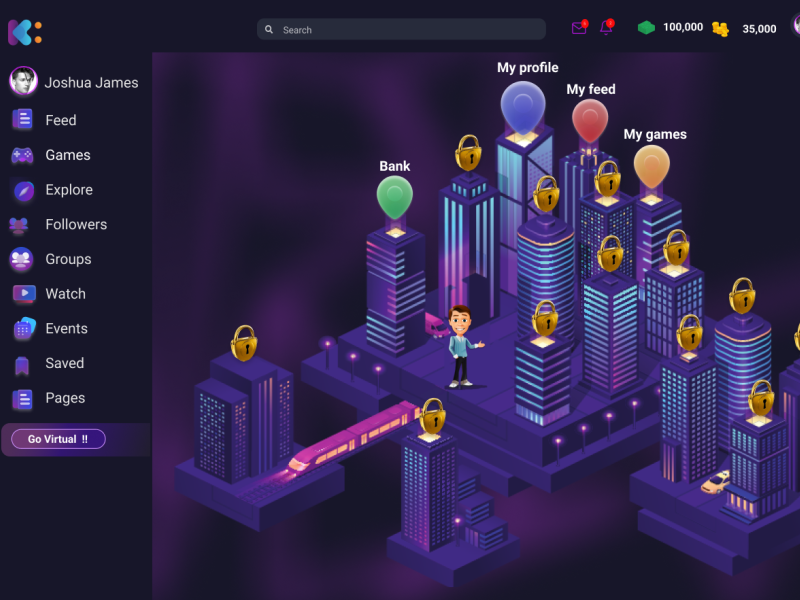 Search
100,000
35,000
Joshua James
Feed
Games
Explore
Followers
Groups
Watch
Events
Saved
Pages
Go Virtual !!
My profile
My feed
My games
Bank